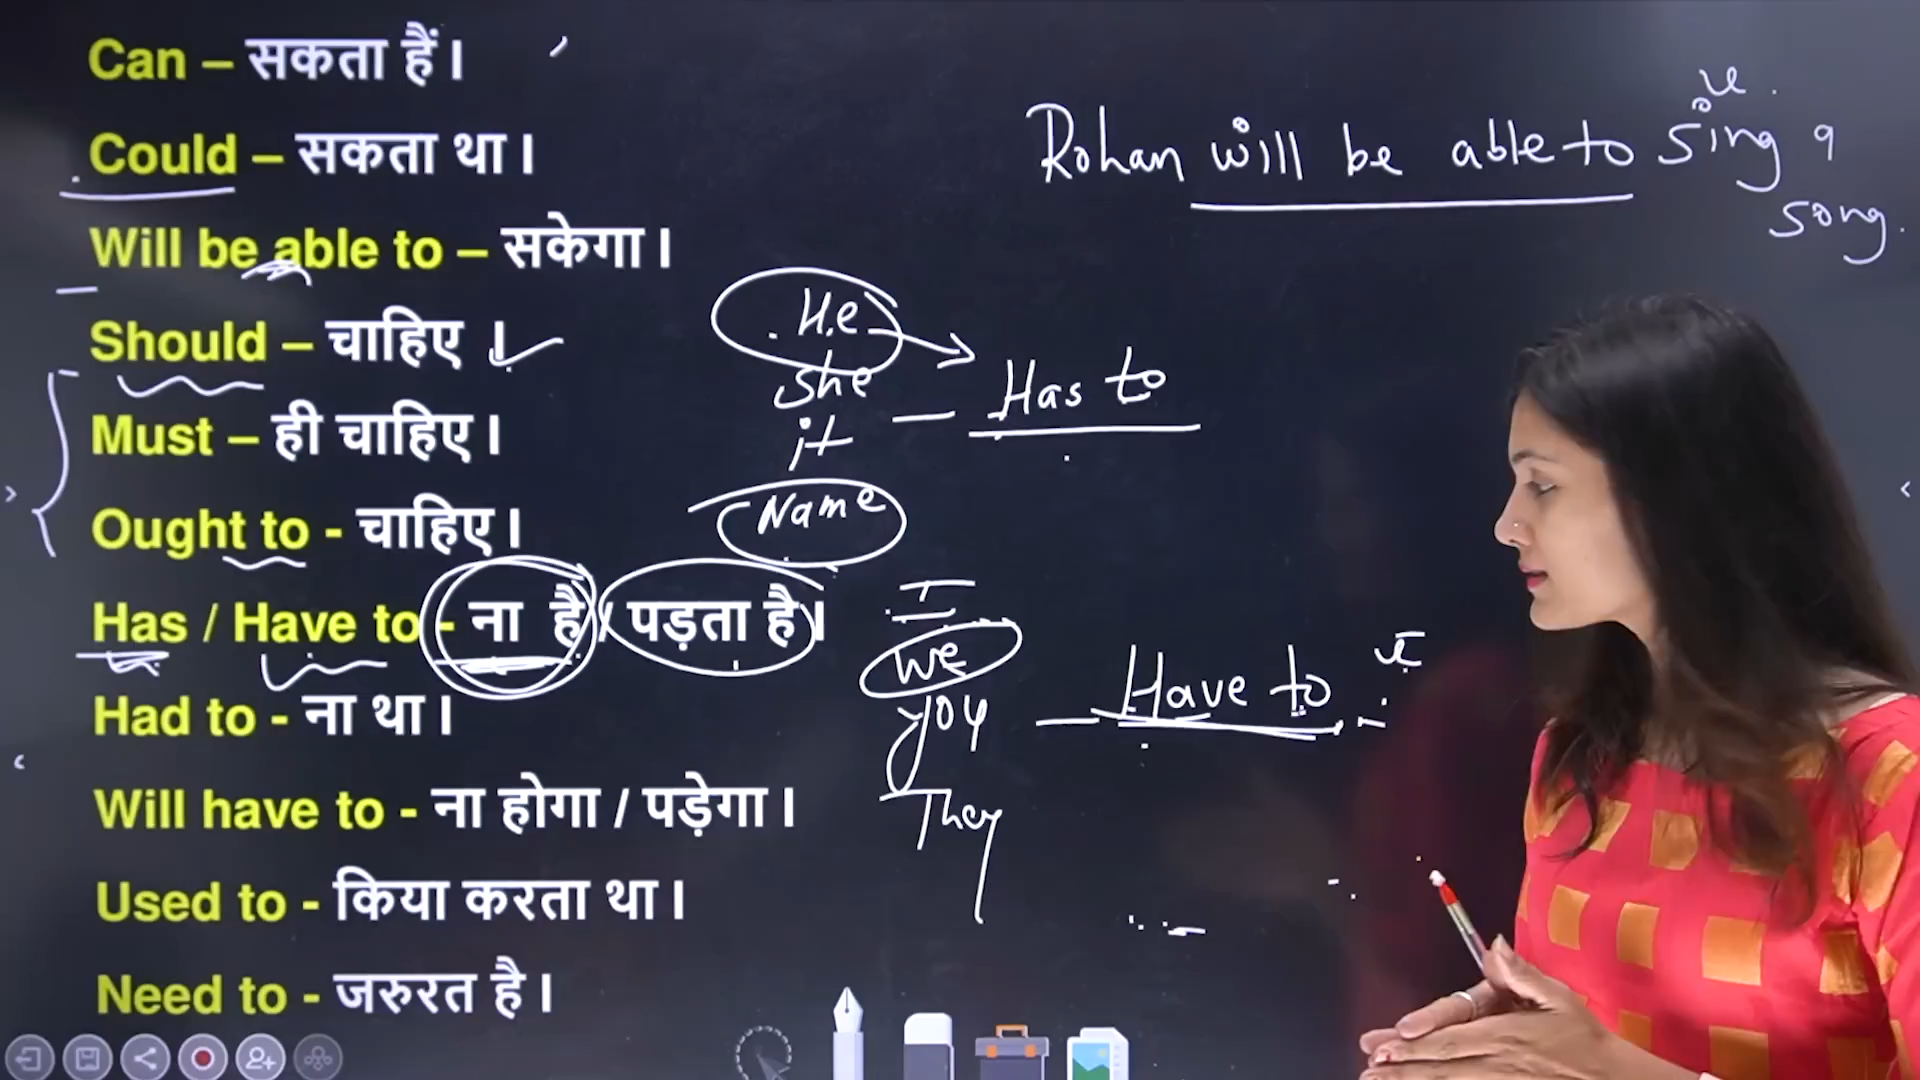 Can – सकता हैं।
Could – सकता था।
Will be able to – सकेगा।
Should – चाहिए ।
Must – ही चाहिए।
Ought to - चाहिए।
Has / Have to - ना है / पड़ता है।
Had to - ना था।
Will have to - ना होगा / पड़ेगा।
Used to - किया करता था।
Need to - जरुरत है।
Rohan will be able to sing a
song.
He
she
it
Name
Has to
I
we
you
They
Have to